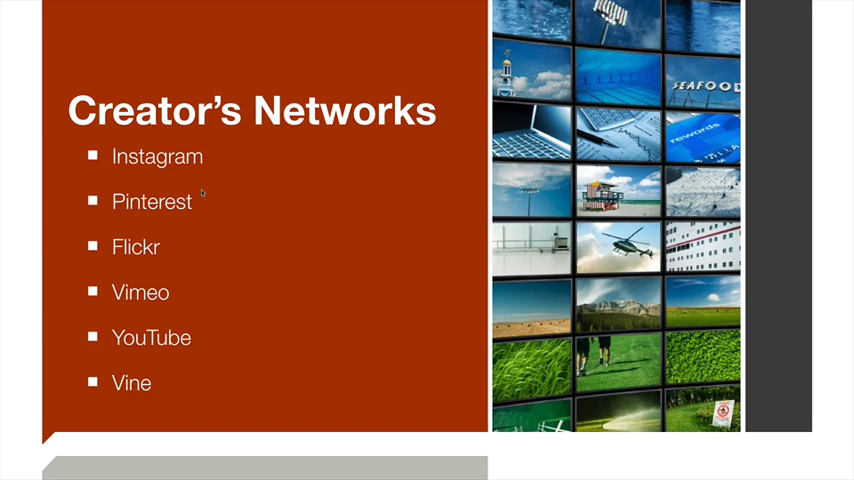 Creator's Networks
Instagram
Pinterest
Flickr
Vimeo
YouTube
Vine
SEAFOOD
rewards